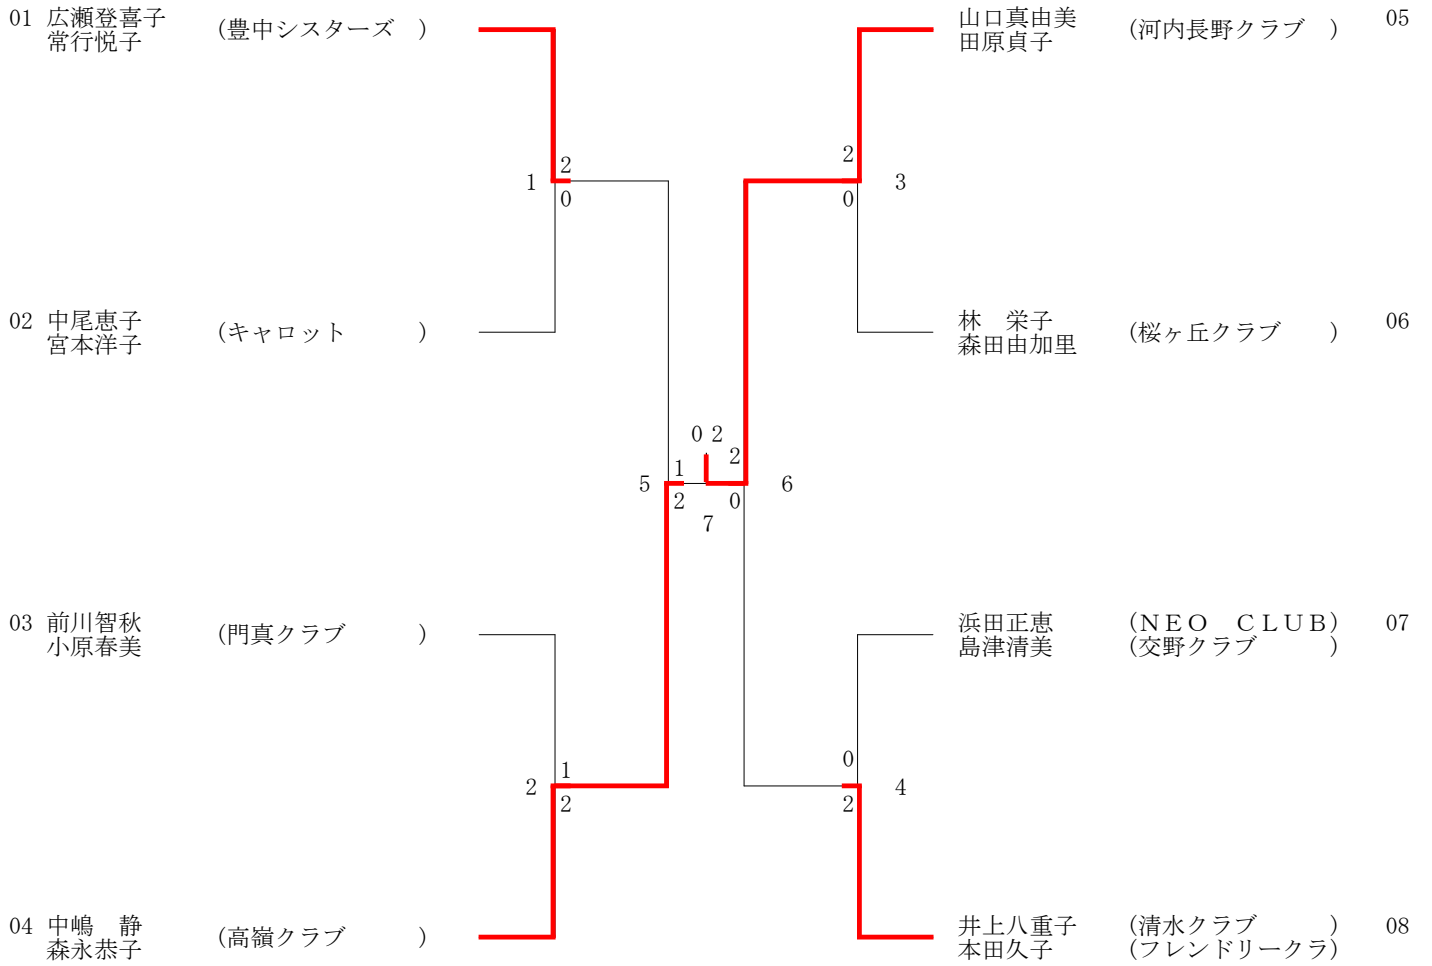 01 広瀬登喜子 (豊中シスターズ )
常行悦子
山口真由美 (河内長野クラブ ) 05
田原貞子
2
1
0
2
3
0
02 中尾恵子 (キャロット )
宮本洋子
林 栄子 (桜ヶ丘クラブ ) 06
森田由加里
0 2
1
5
2
2
6
0
7
03 前川智秋 (門真クラブ )
小原春美
浜田正恵 (NEO CLUB) 07
島津清美 (交野クラブ )
1
2
2
0
4
2
04 中嶋 静 (高嶺クラブ )
森永恭子
井上八重子 (清水クラブ ) 08
本田久子 (フレンドリークラ)